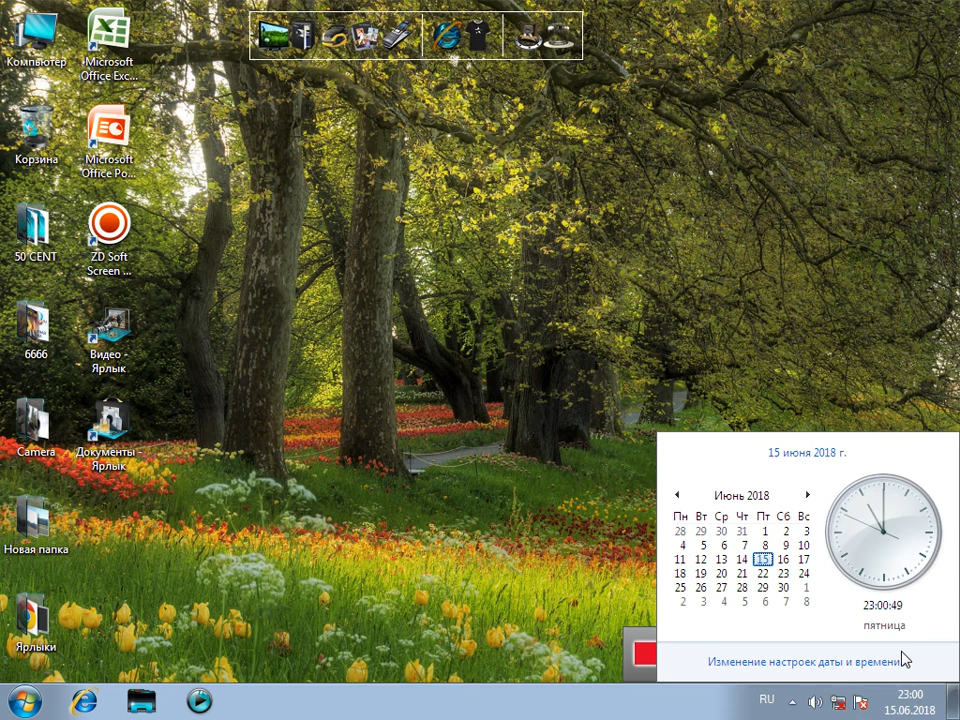 Компьютер
Microsoft
Office Exc...
Корзина
Microsoft
Office Po...
50 CENT
ZD Soft
Screen ...
6666
Видео -
Ярлык
Camera
Документы -
Ярлык
Новая папка
Ярлыки
15 июня 2018 г.
Июнь 2018
Пн Вт Ср Чт Пт Сб Вс
28 29 30 31 1 2 3
4 5 6 7 8 9 10
11 12 13 14 15 16 17
18 19 20 21 22 23 24
25 26 27 28 29 30 1
2 3 4 5 6 7 8
23:00:49
пятница
Изменение настроек даты и времени...
RU
23:00
15.06.2018